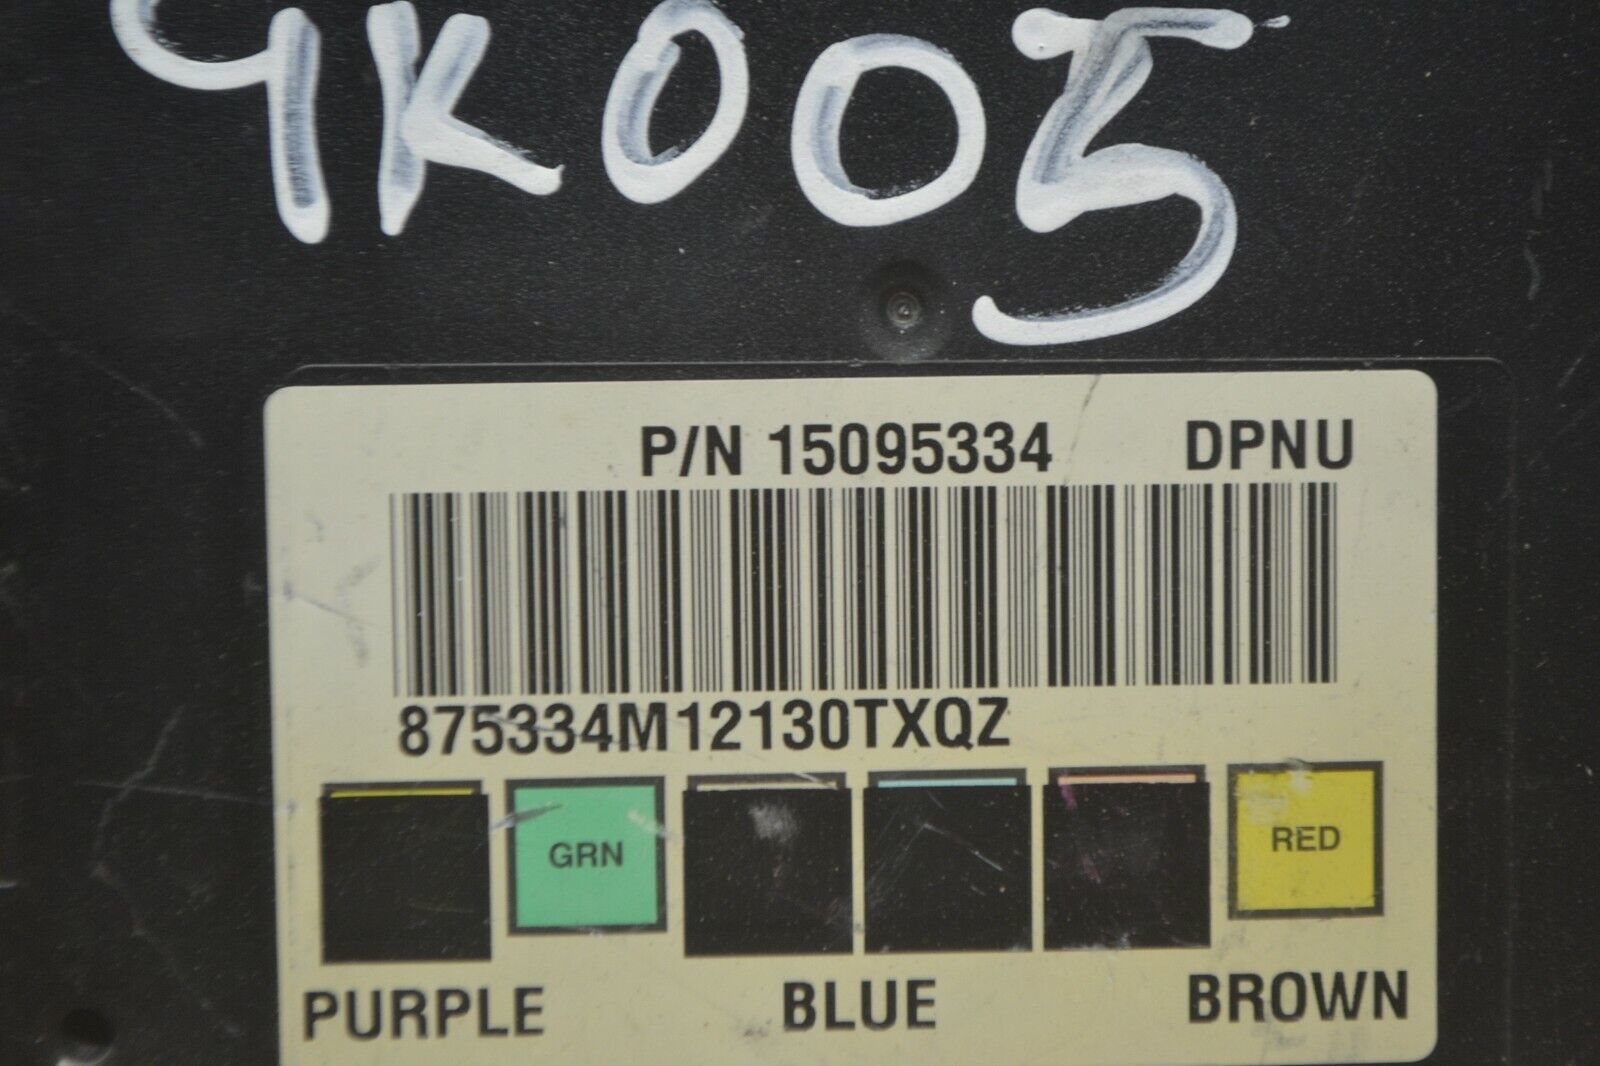 9K005
P/N 15095334 DPNU
875334M12130TXQZ
GRN RED
PURPLE BLUE BROWN